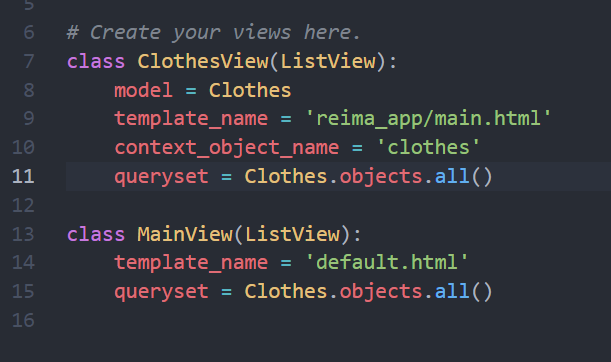 5
6 # Create your views here.
7 class ClothesView(ListView):
8     model = Clothes
9     template_name = 'reima_app/main.html'
10     context_object_name = 'clothes'
11     queryset = Clothes.objects.all()
12
13 class MainView(ListView):
14     template_name = 'default.html'
15     queryset = Clothes.objects.all()
16